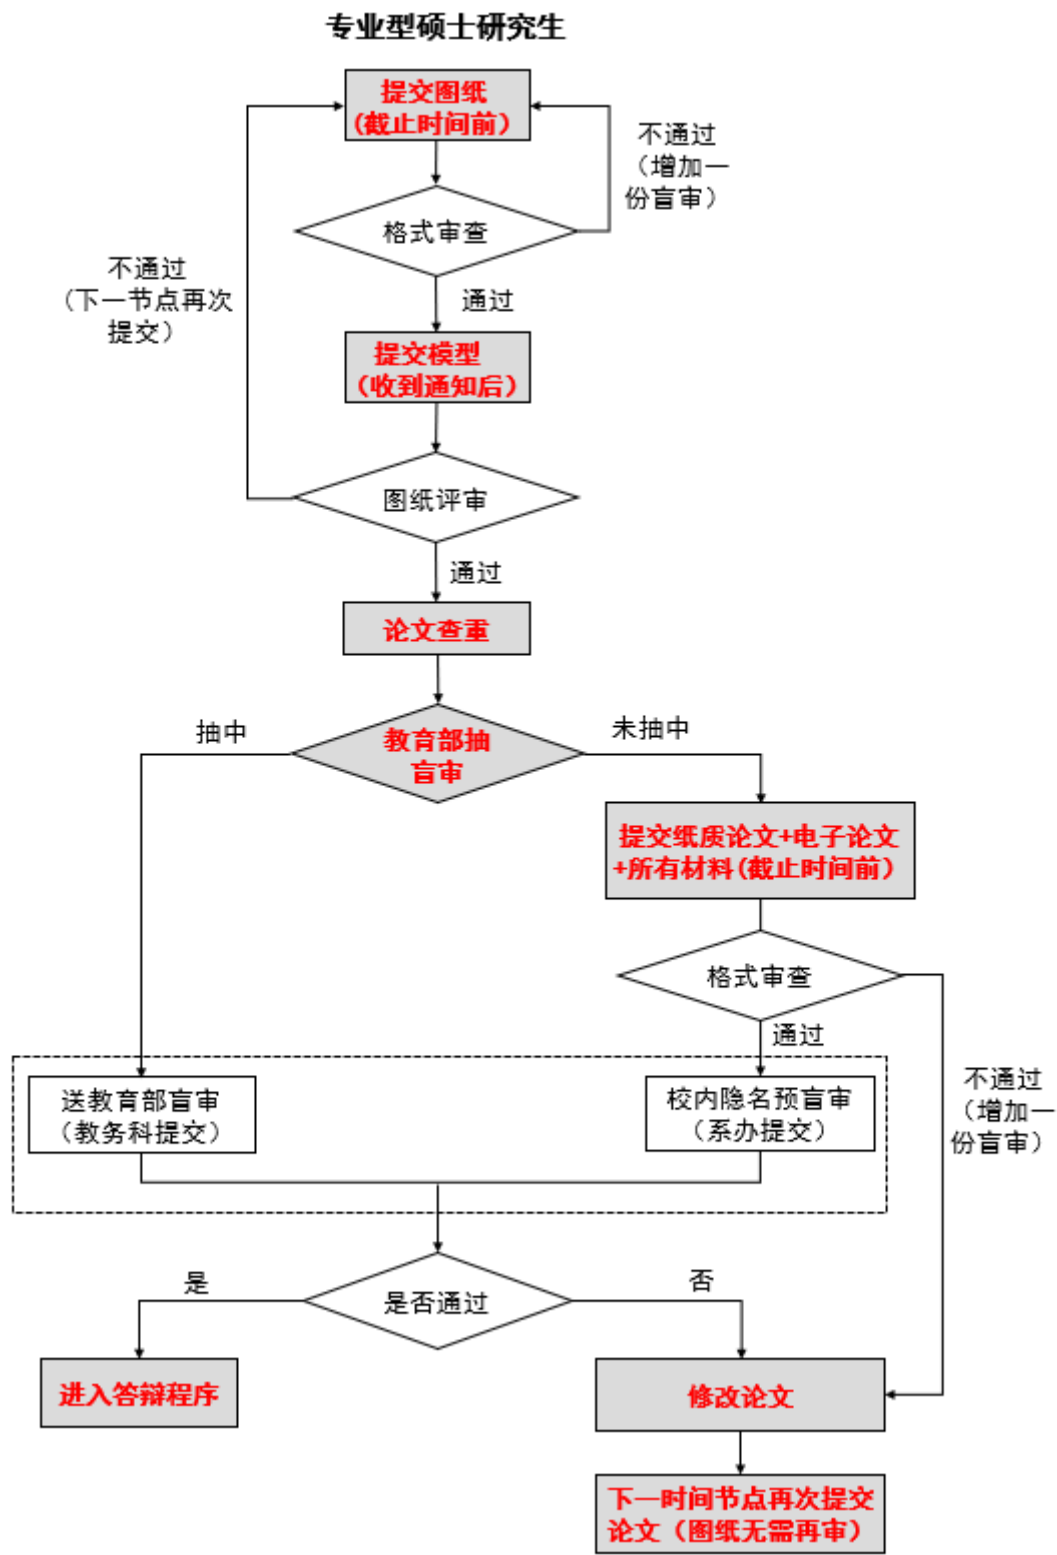 专业型硕士研究生
提交图纸
(截止时间前）
不通过
（增加一
份盲审）
格式审查
不通过
（下一节点再次
提交）
通过
提交模型
（收到通知后）
图纸评审
通过
论文查重
抽中
教育部抽
盲审
未抽中
提交纸质论文+电子论文
+所有材料(截止时间前）
格式审查
通过
不通过
（增加一
份盲审）
送教育部盲审
（教务科提交）
校内隐名预盲审
（系办提交）
是
是否通过
否
进入答辩程序
修改论文
下一时间节点再次提交
论文（图纸无需再审）